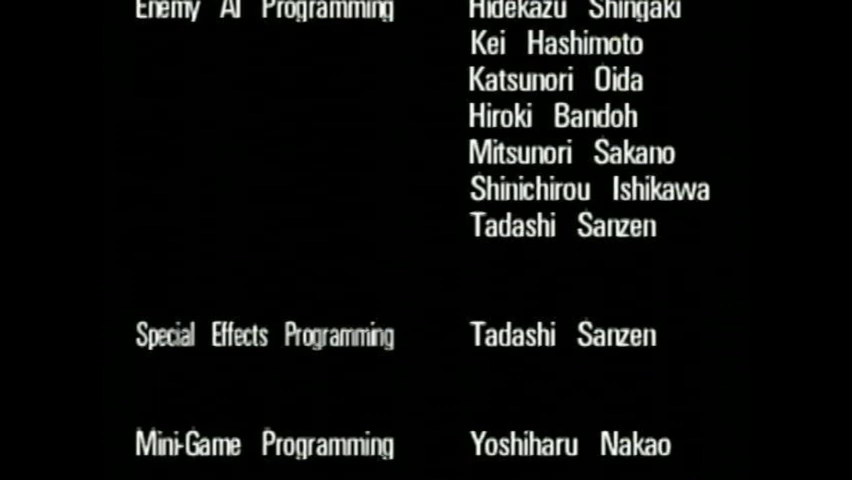 Enemy AI Programming Hidekazu Shingaki
Kei Hashimoto
Katsunori Oida
Hiroki Bandoh
Mitsunori Sakano
Shinichirou Ishikawa
Tadashi Sanzen
Special Effects Programming Tadashi Sanzen
Mini-Game Programming Yoshiharu Nakao